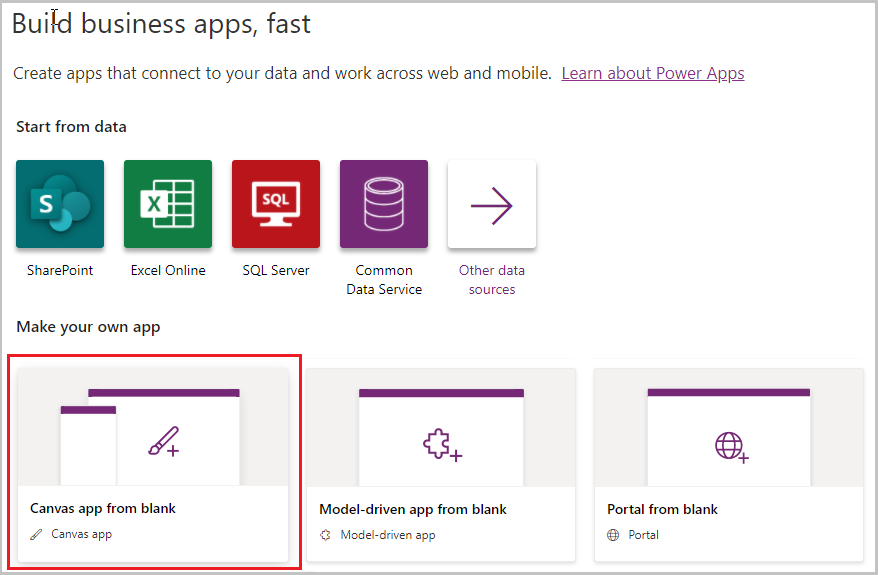 Build business apps, fast
Create apps that connect to your data and work across web and mobile. Learn about Power Apps
Start from data
S
X
SQL
SharePoint
Excel Online
SQL Server
Common
Data Service
Other data
sources
Make your own app
Canvas app from blank
Canvas app
Model-driven app from blank
Model-driven app
Portal from blank
Portal